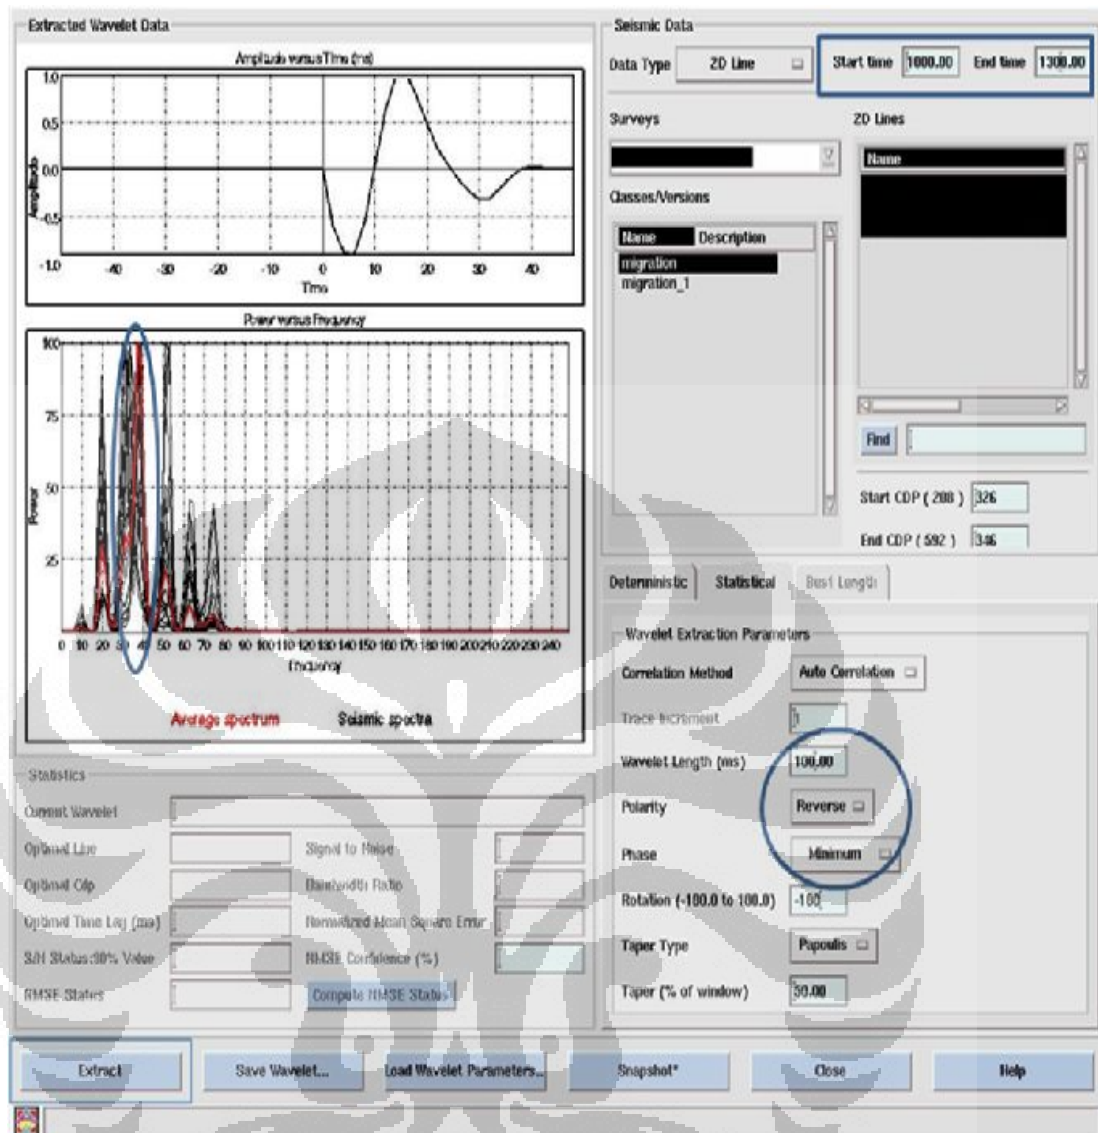 Extracted Wavelet Data
Amplitude versus Time (ms)
1.0
0.5
0.0
-0.5
-1.0
Amplitude
-40 -30 -20 -10 0 10 20 30 40
Time
Power versus Frequency
100
75
50
25
Power
0 10 20 30 40 50 60 70 80 90 100 110 120 130 140 150 160 170 180 190 200 210 220 230 240
Frequency
Average spectrum Seismic spectra
Statistics
Current Wavelet
Optimal Line Signal to Noise
Optimal Cdp Bandwidth Ratio
Optimal Time Lag (ms) Normalized Mean Square Error
S/N Status:90% Value NMSE Confidence (%)
NMSE Status Compute NMSE Status
Seismic Data
Data Type 2D Line Start time 1000.00 End time 1300.00
Surveys 2D Lines
Name
Classes/Versions
Name Description
migration
migration_1
Find
Start CDP ( 208 ) 326
End CDP ( 592 ) 346
Deterministic Statistical Best Length
Wavelet Extraction Parameters
Correlation Method Auto Correlation
Trace Increment 1
Wavelet Length (ms) 100.00
Polarity Reverse
Phase Minimum
Rotation (-180.0 to 180.0) -180
Taper Type Papoulis
Taper (% of window) 50.00
Extract Save Wavelet... Load Wavelet Parameters... Snapshot* Close Help